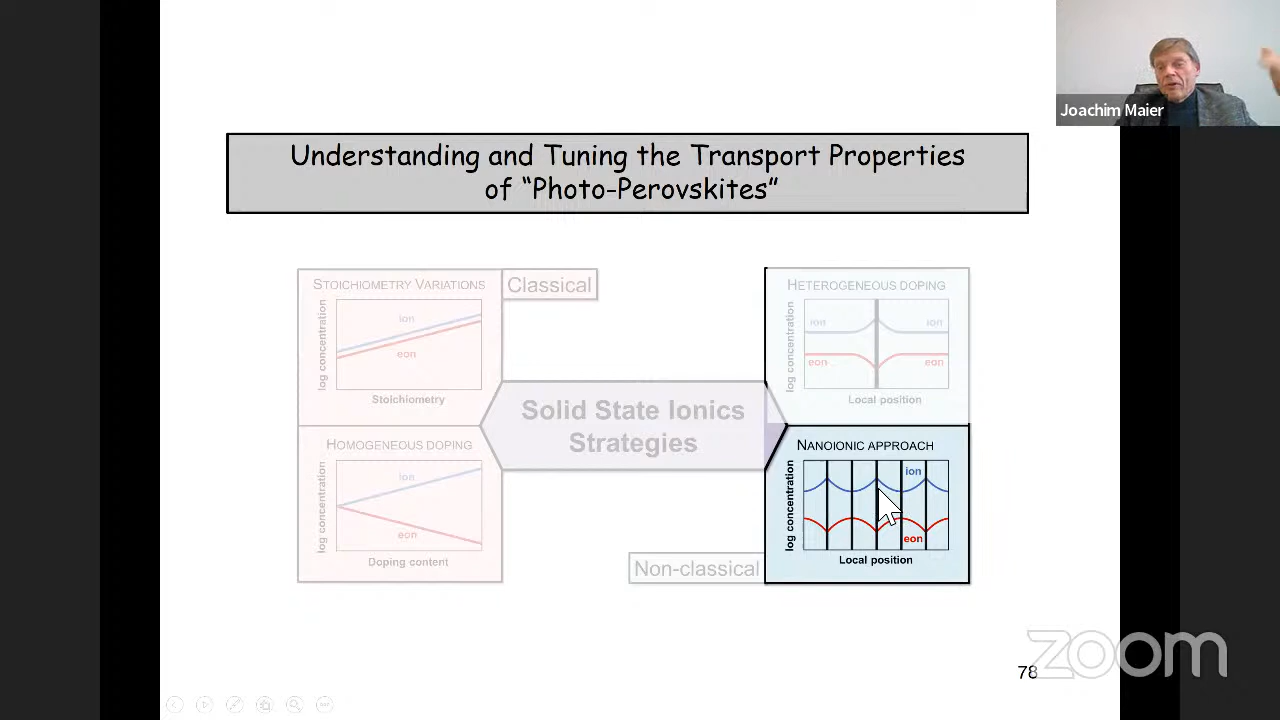 Joachim Maier
Understanding and Tuning the Transport Properties
of “Photo-Perovskites”
STOICHIOMETRY VARIATIONS
log concentration
ion
eon
Stoichiometry
Classical
HOMOGENEOUS DOPING
log concentration
ion
eon
Doping content
Solid State Ionics
Strategies
HETEROGENEOUS DOPING
log concentration
ion
ion
eon
eon
Local position
NANOIONIC APPROACH
log concentration
ion
eon
Local position
Non-classical
78
zoom